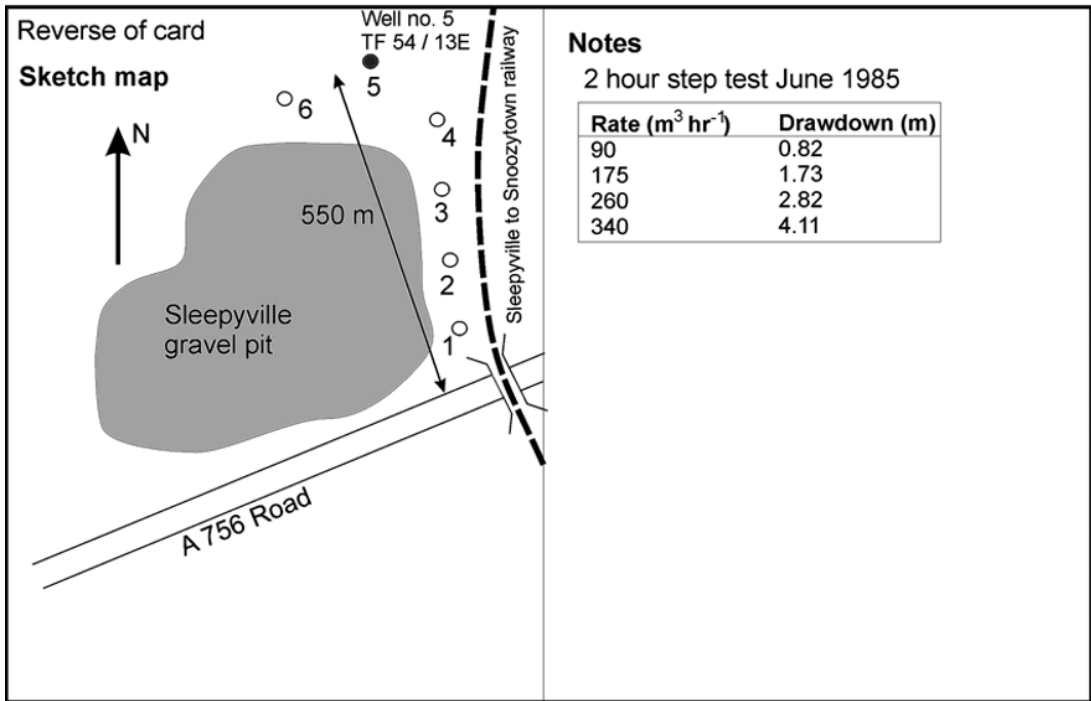 Reverse of card
Sketch map
Well no. 5
TF 54 / 13E
5
6
4
N
3
550 m
2
Sleepyville
gravel pit
1
Sleepyville to Snoozytown railway
A 756 Road
Notes
2 hour step test June 1985
Rate (m³ hr⁻¹) Drawdown (m)
90 0.82
175 1.73
260 2.82
340 4.11